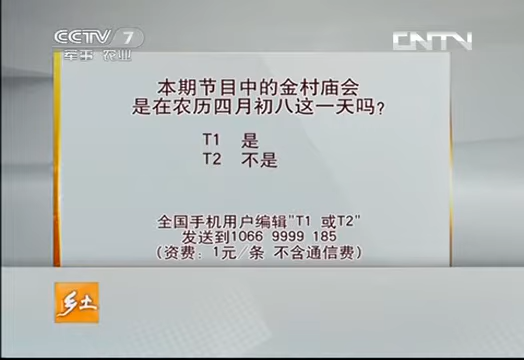 CCTV 7
军事·农业
CNTV
本期节目中的金村庙会
是在农历四月初八这一天吗?
T1 是
T2 不是
全国手机用户编辑"T1 或T2"
发送到1066 9999 185
(资费:1元/条 不含通信费)
乡土